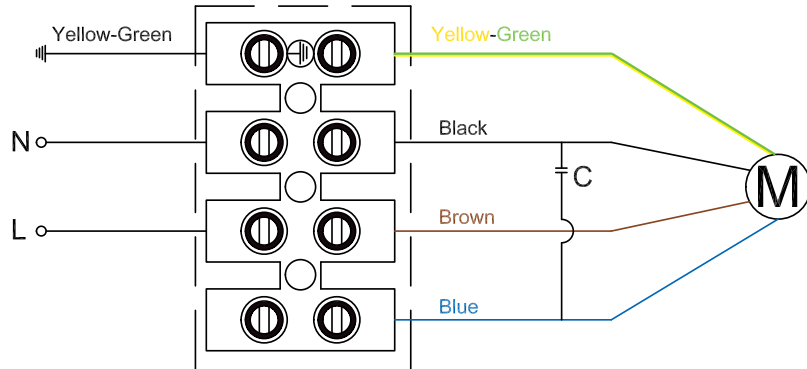 Yellow-Green
Yellow-Green
N
Black
C
M
L
Brown
Blue